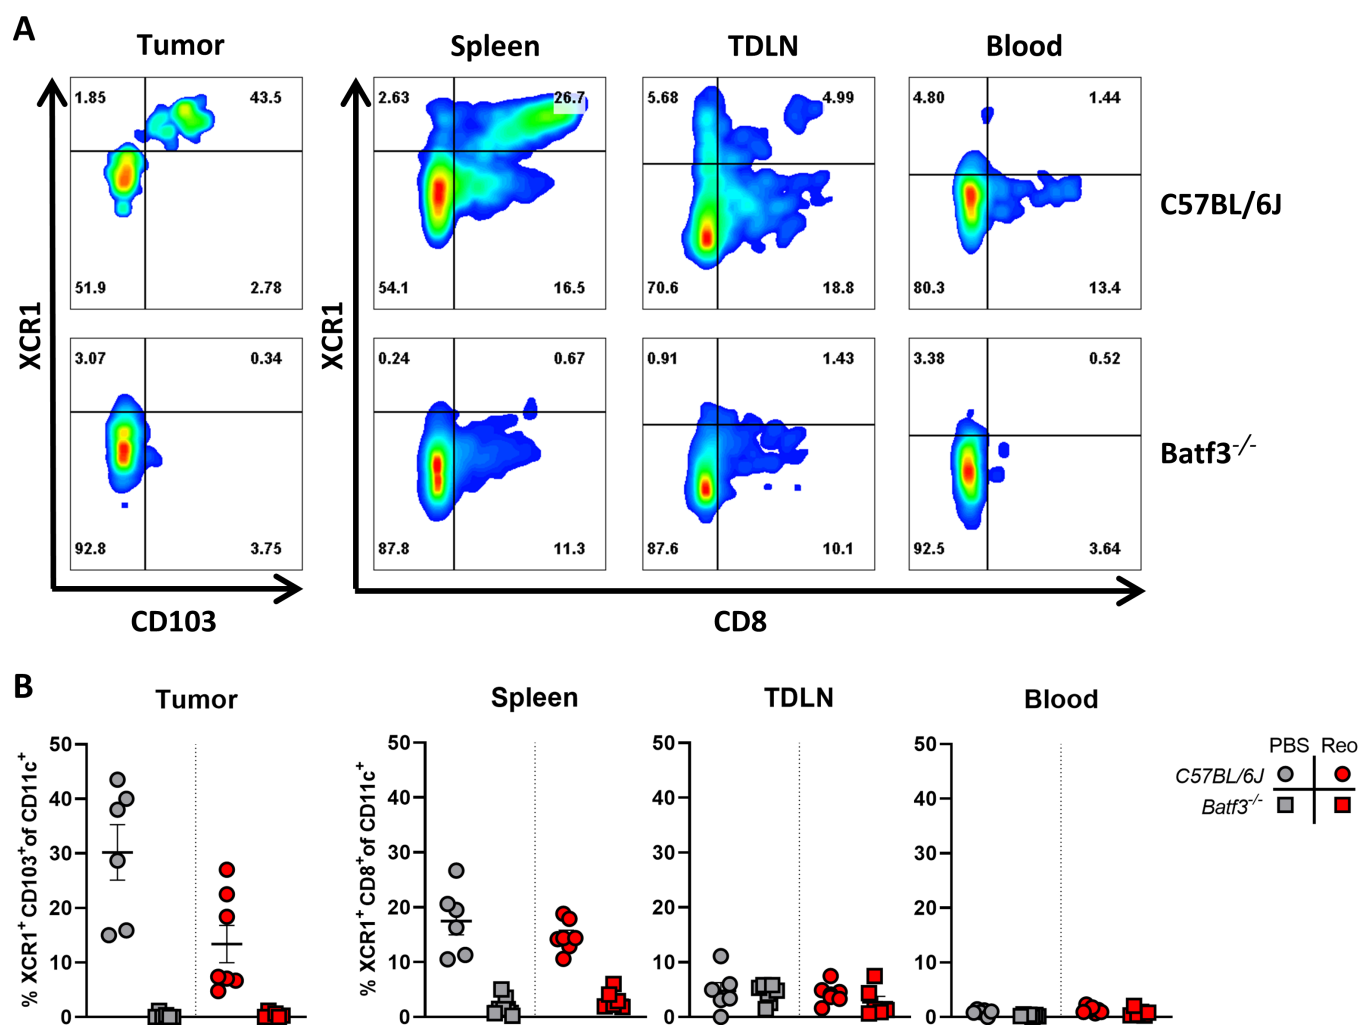 A
Tumor Spleen TDLN Blood
XCR1
1.85 43.5
51.9 2.78
XCR1
2.63 26.7
54.1 16.5
5.68 4.99
70.6 18.8
4.80 1.44
80.3 13.4
C57BL/6J
3.07 0.34
92.8 3.75
0.24 0.67
87.8 11.3
0.91 1.43
87.6 10.1
3.38 0.52
92.5 3.64
Batf3-/-
CD103 CD8
B
Tumor Spleen TDLN Blood
% XCR1+ CD103+of CD11c+
50
40
30
20
10
0
% XCR1+ CD8+of CD11c+
50
40
30
20
10
0
50
40
30
20
10
0
50
40
30
20
10
0
PBS Reo
C57BL/6J
Batf3-/-